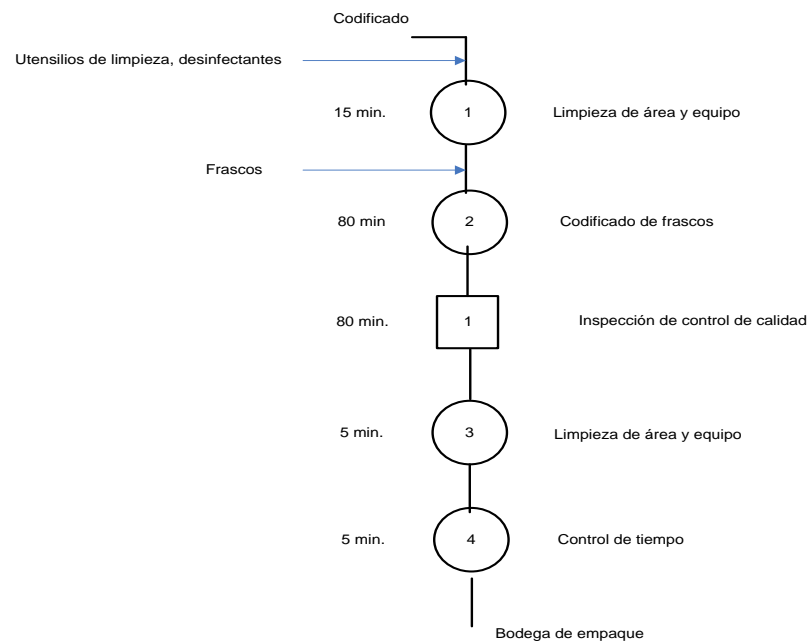 Codificado
Utensilios de limpieza, desinfectantes
15 min.
1
Limpieza de área y equipo
Frascos
80 min
2
Codificado de frascos
80 min.
1
Inspección de control de calidad
5 min.
3
Limpieza de área y equipo
5 min.
4
Control de tiempo
Bodega de empaque